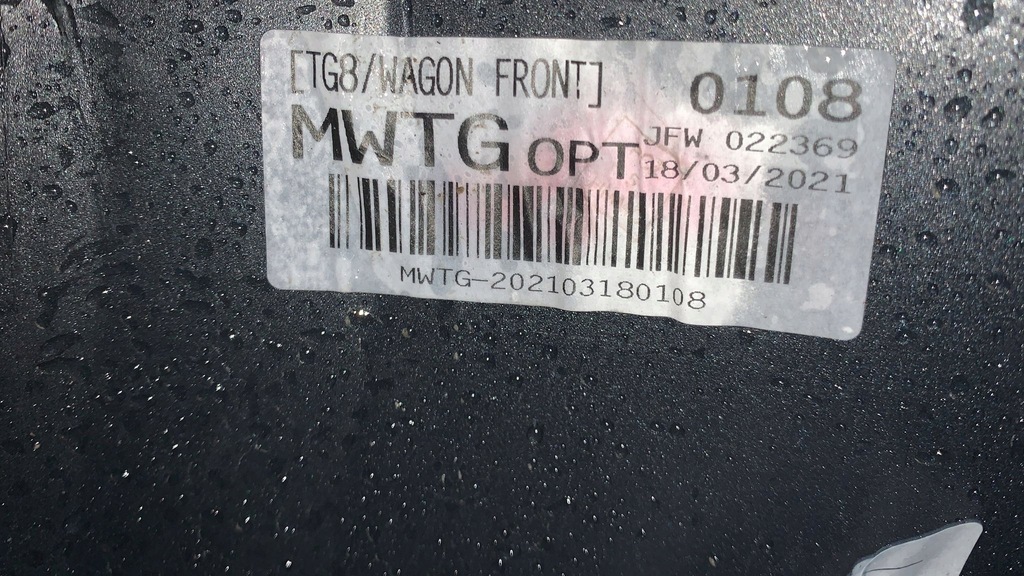 [TG8/WAGON FRONT] 0108
JFW 022369
MWTG OPT 18/03/2021
MWTG-202103180108